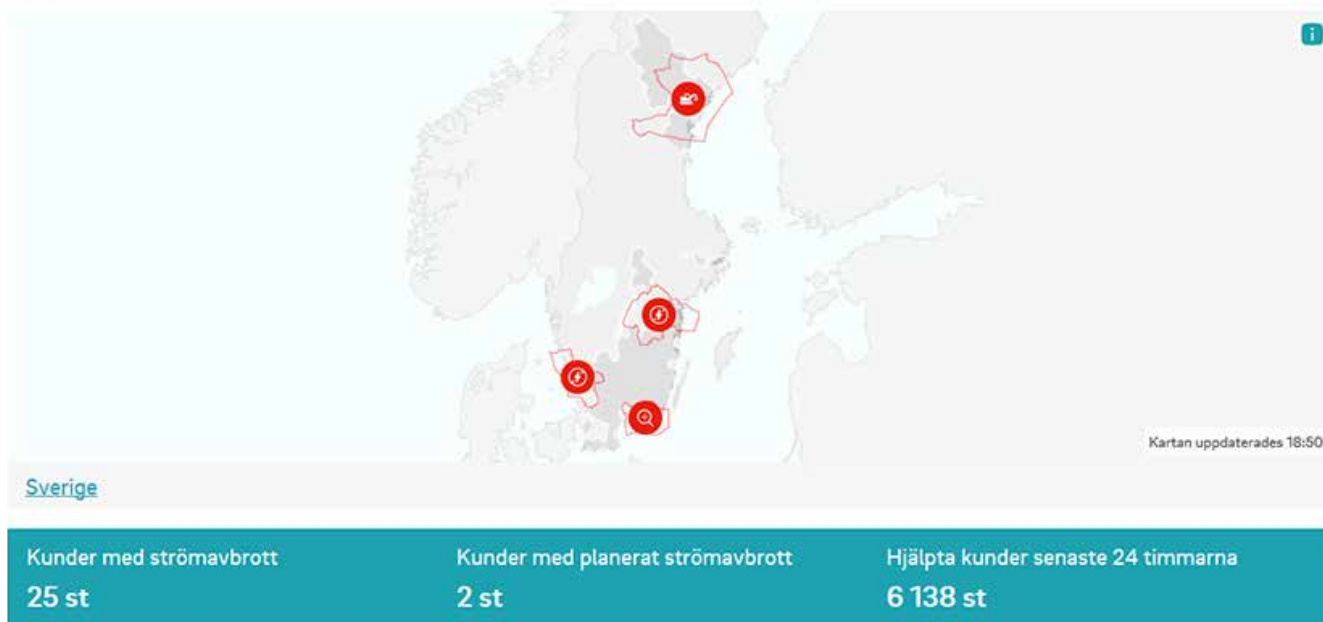 Kartan uppdaterades 18:50
Sverige
Kunder med strömavbrott
25 st
Kunder med planerat strömavbrott
2 st
Hjälpta kunder senaste 24 timmarna
6 138 st